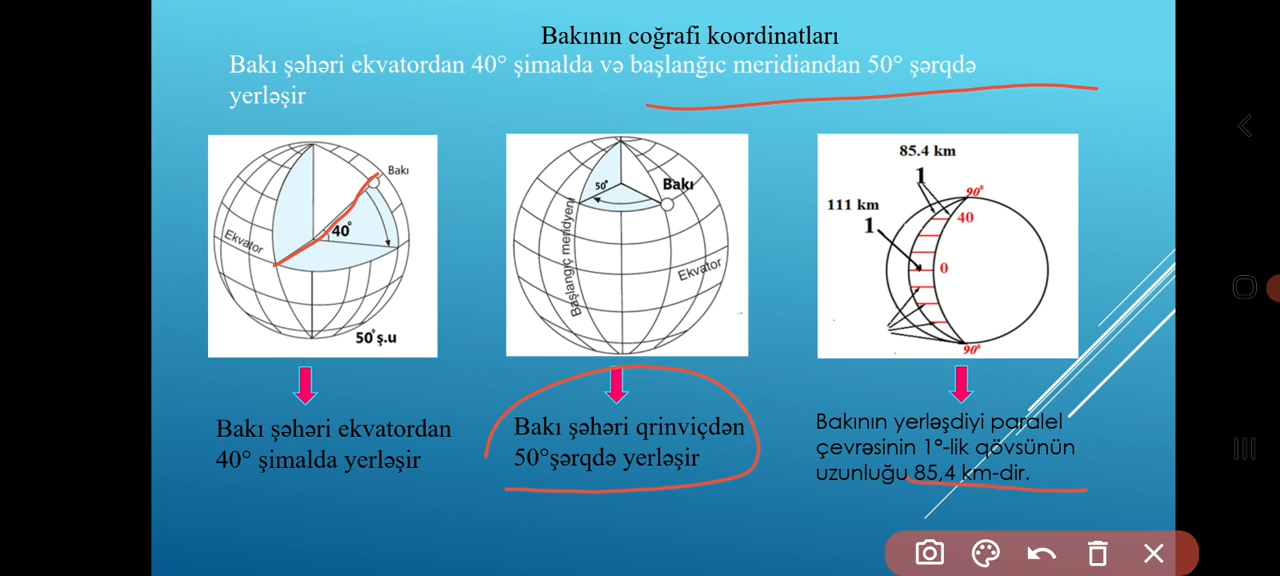 Bakının coğrafi koordinatları
Bakı şəhəri ekvatordan 40° şimalda və başlanğıc meridiandan 50° şərqdə
yerləşir
Bakı
40°
Ekvator
50°ş.u
50°
Bakı
Başlangıç meridyeni
Ekvator
85.4 km
1
90°
111 km
40
1
0
90°
Bakı şəhəri ekvatordan
40° şimalda yerləşir
Bakı şəhəri qrinviçdən
50°şərqdə yerləşir
Bakının yerləşdiyi paralel
çevrəsinin 1°-lik qövsünün
uzunluğu 85,4 km-dir.